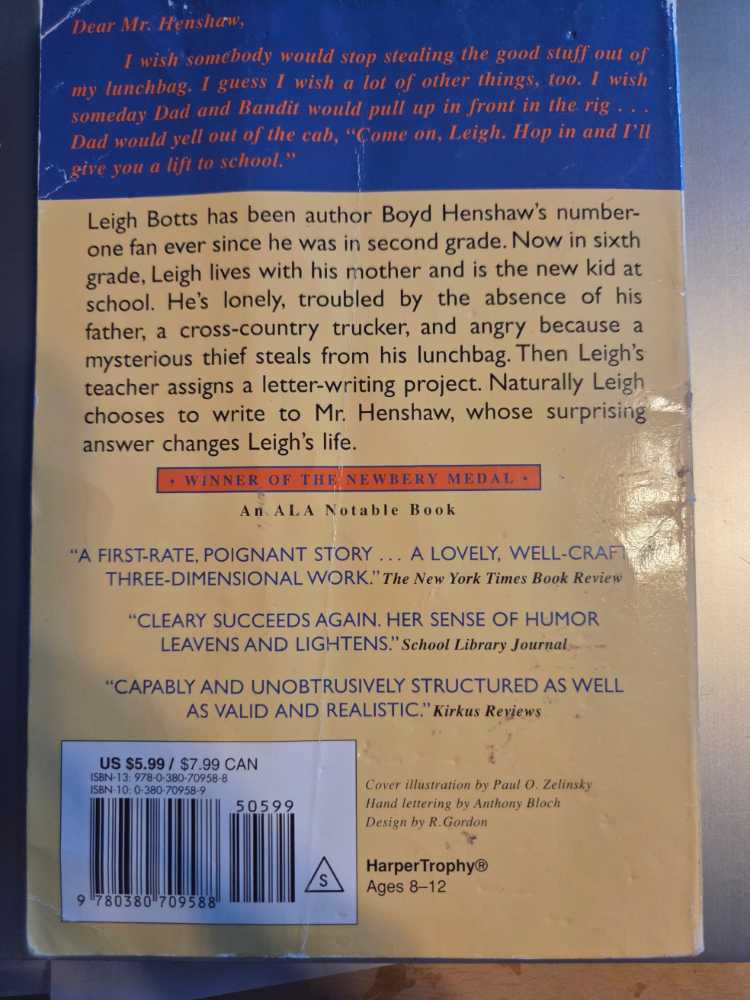 Dear Mr. Henshaw,
I wish somebody would stop stealing the good stuff out of
my lunchbag. I guess I wish a lot of other things, too. I wish
someday Dad and Bandit would pull up in front in the rig . . .
Dad would yell out of the cab, "Come on, Leigh. Hop in and I'll
give you a lift to school."
Leigh Botts has been author Boyd Henshaw's number-
one fan ever since he was in second grade. Now in sixth
grade, Leigh lives with his mother and is the new kid at
school. He's lonely, troubled by the absence of his
father, a cross-country trucker, and angry because a
mysterious thief steals from his lunchbag. Then Leigh's
teacher assigns a letter-writing project. Naturally Leigh
chooses to write to Mr. Henshaw, whose surprising
answer changes Leigh's life.
• WINNER OF THE NEWBERY MEDAL •
An ALA Notable Book
"A FIRST-RATE, POIGNANT STORY . . . A LOVELY,
THREE-DIMENSIONAL WORK." The New York Times Book Review
"CLEARY SUCCEEDS AGAIN. HER SENSE OF HUMOR
LEAVENS AND LIGHTENS." School Library Journal
"CAPABLY AND UNOBTRUSIVELY STRUCTURED AS WELL
AS VALID AND REALISTIC." Kirkus Reviews
US $5.99 / $7.99 CAN
ISBN-13: 978-0-380-70958-8
ISBN-10: 0-380-70958-9
50599
9 780380 709588
S
Cover illustration by Paul O. Zelinsky
Hand lettering by Anthony Bloch
Design by R.Gordon
HarperTrophy®
Ages 8–12